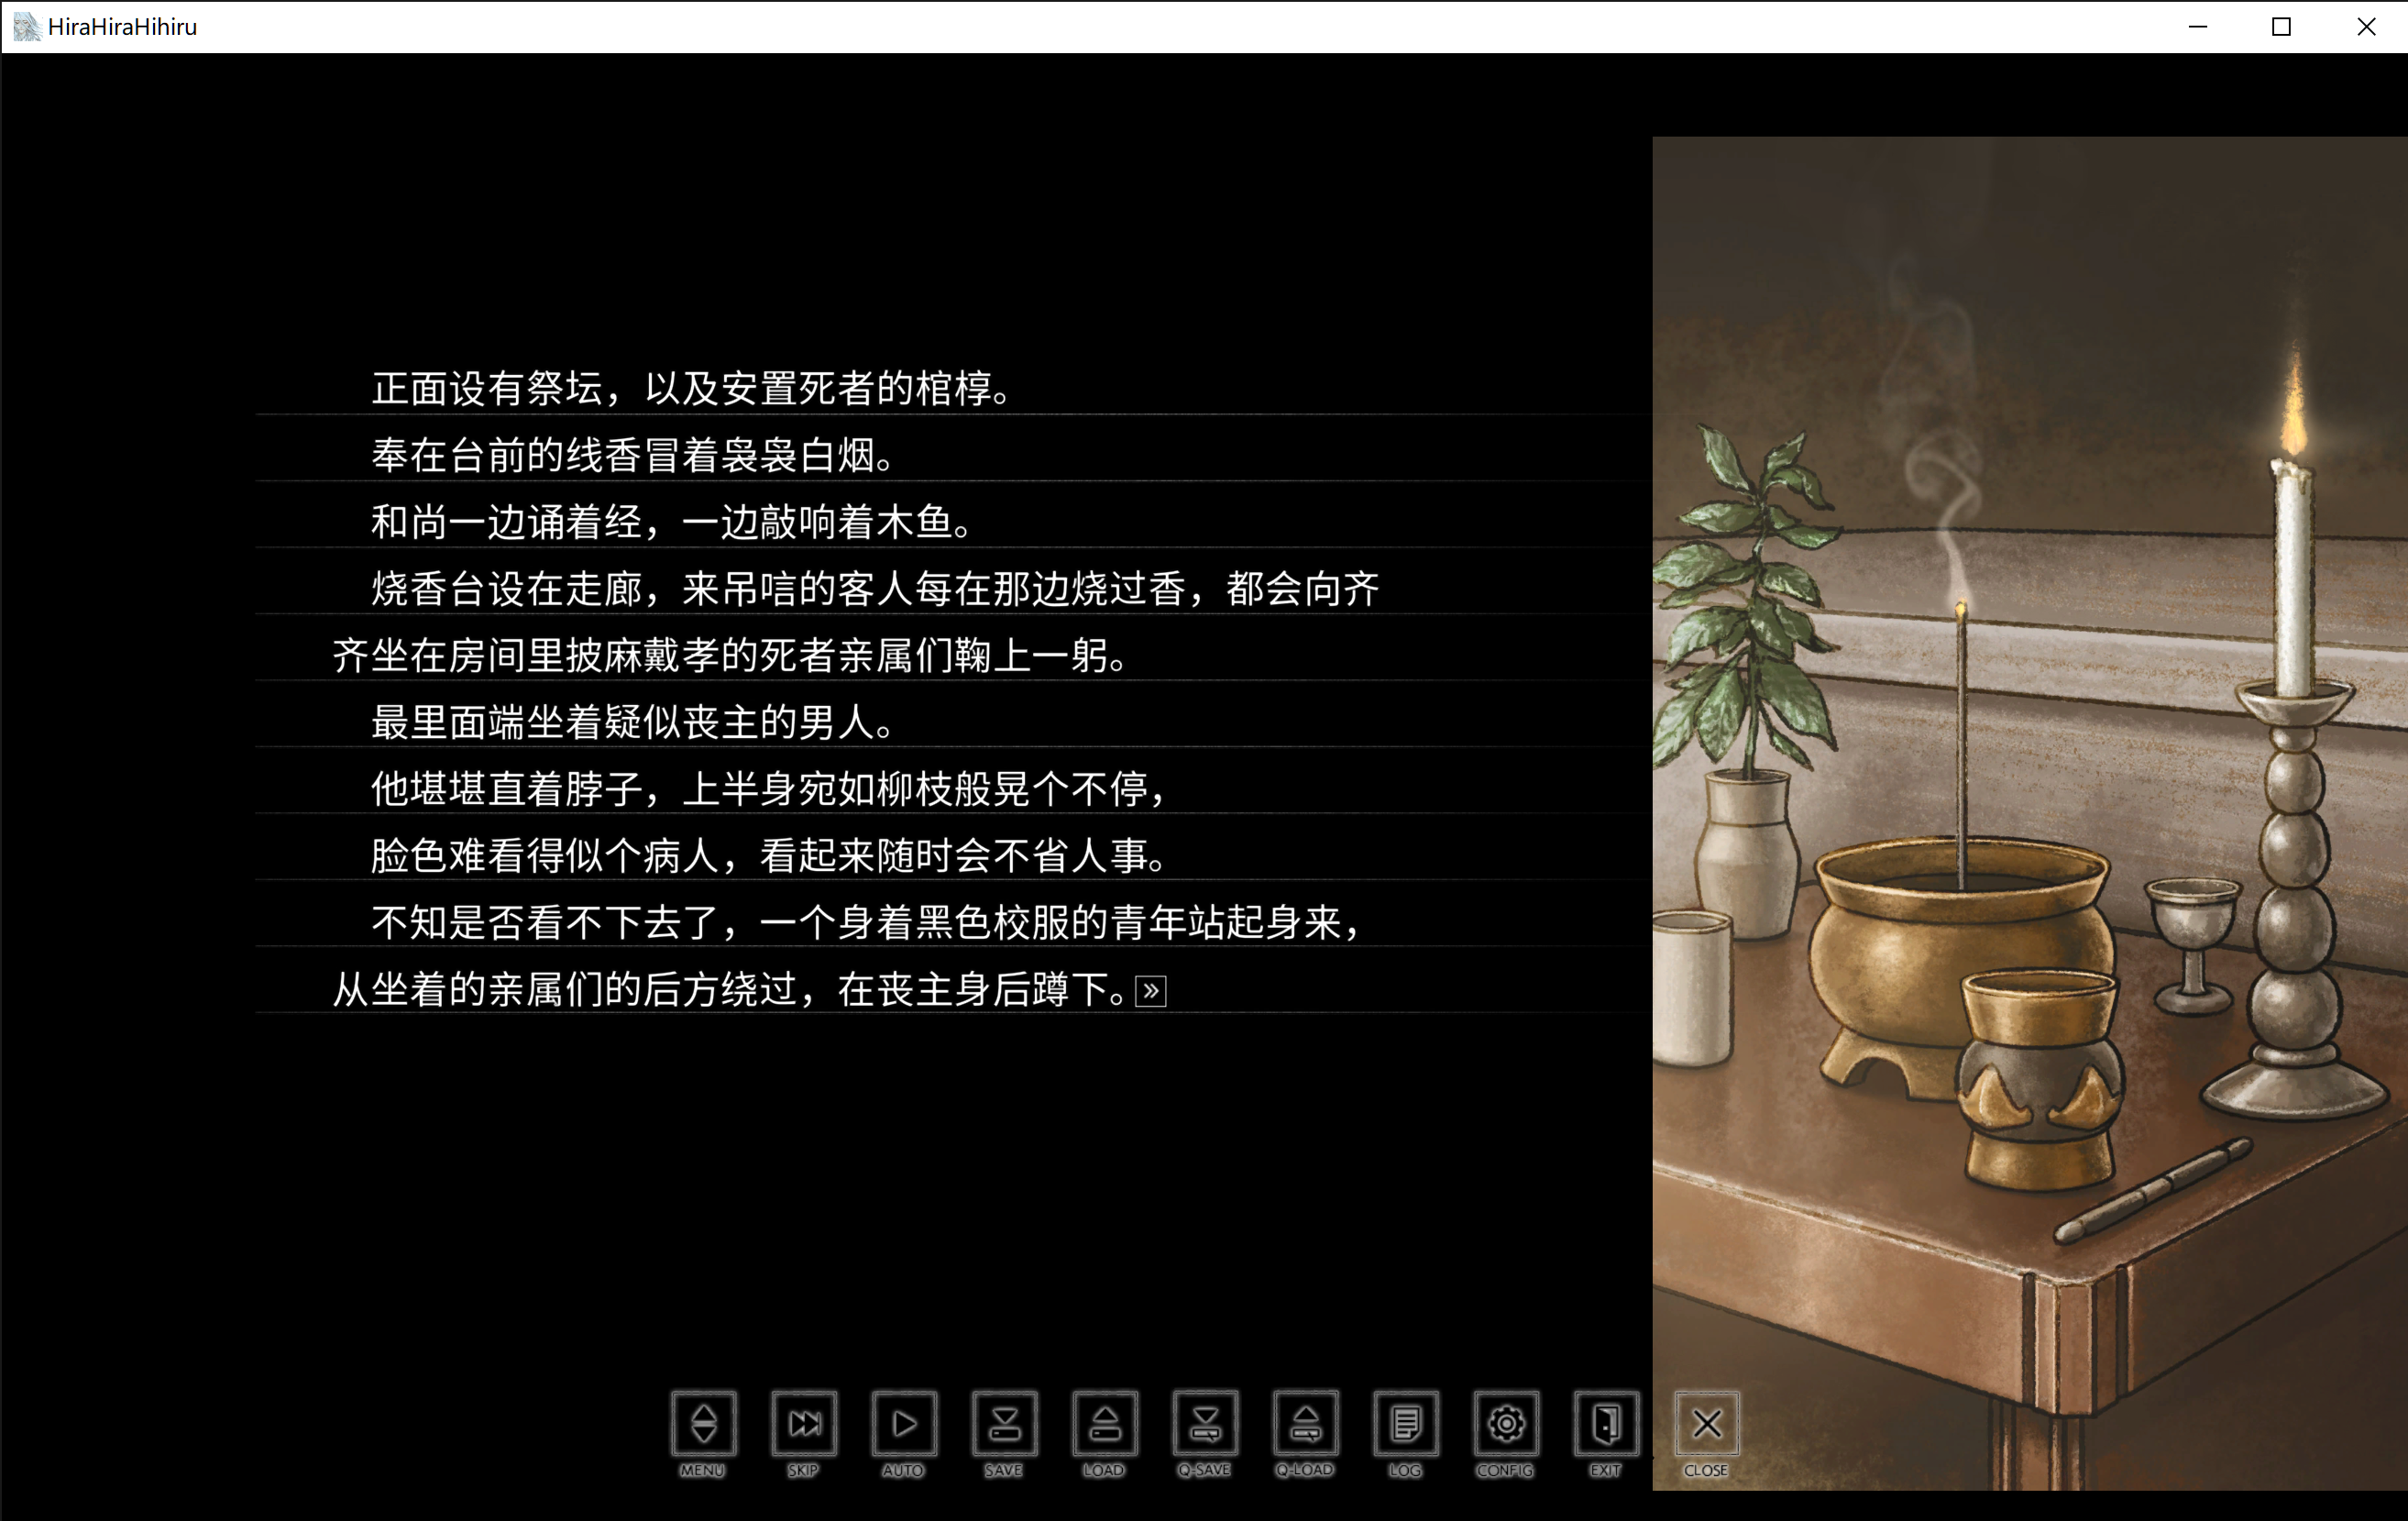 HiraHiraHihiru
正面设有祭坛，以及安置死者的棺椁。
奉在台前的线香冒着袅袅白烟。
和尚一边诵着经，一边敲响着木鱼。
烧香台设在走廊，来吊唁的客人每在那边烧过香，都会向齐
齐坐在房间里披麻戴孝的死者亲属们鞠上一躬。
最里面端坐着疑似丧主的男人。
他堪堪直着脖子，上半身宛如柳枝般晃个不停，
脸色难看得似个病人，看起来随时会不省人事。
不知是否看不下去了，一个身着黑色校服的青年站起身来，
从坐着的亲属们的后方绕过，在丧主身后蹲下。
MENU SKIP AUTO SAVE LOAD Q-SAVE Q-LOAD LOG CONFIG EXIT CLOSE